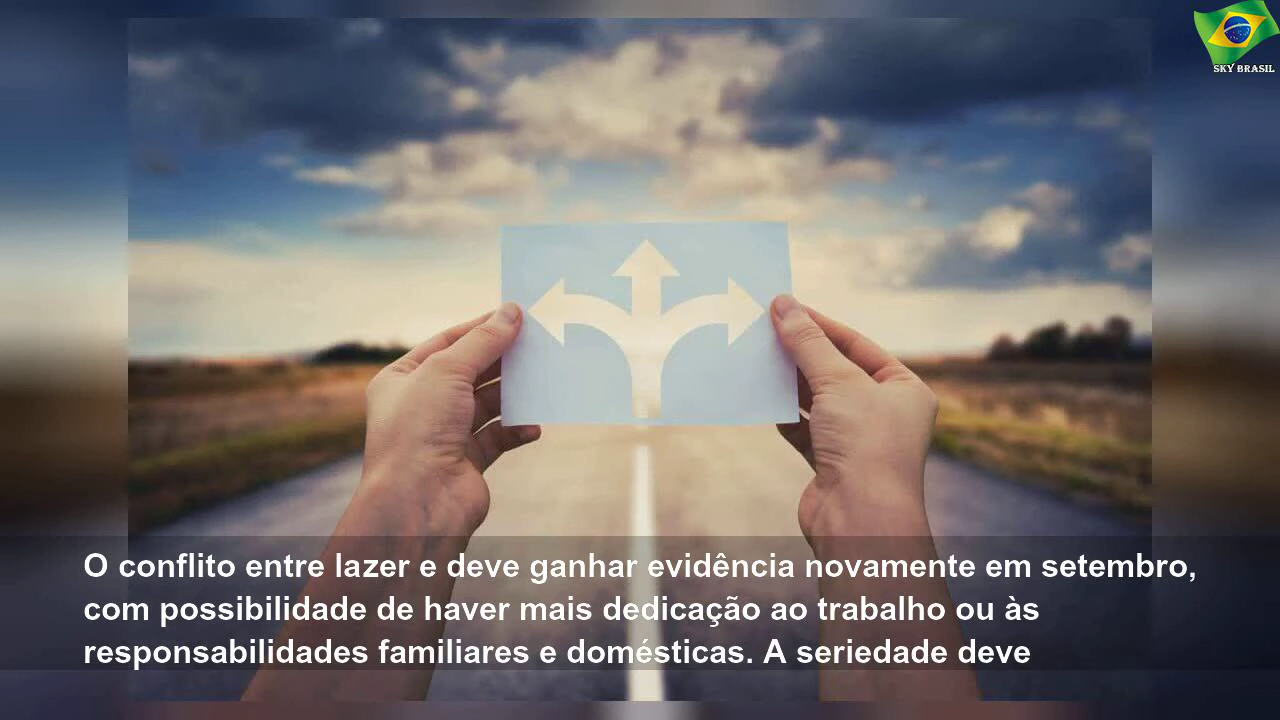 SKY BRASIL
O conflito entre lazer e deve ganhar evidência novamente em setembro,
com possibilidade de haver mais dedicação ao trabalho ou às
responsabilidades familiares e domésticas. A seriedade deve